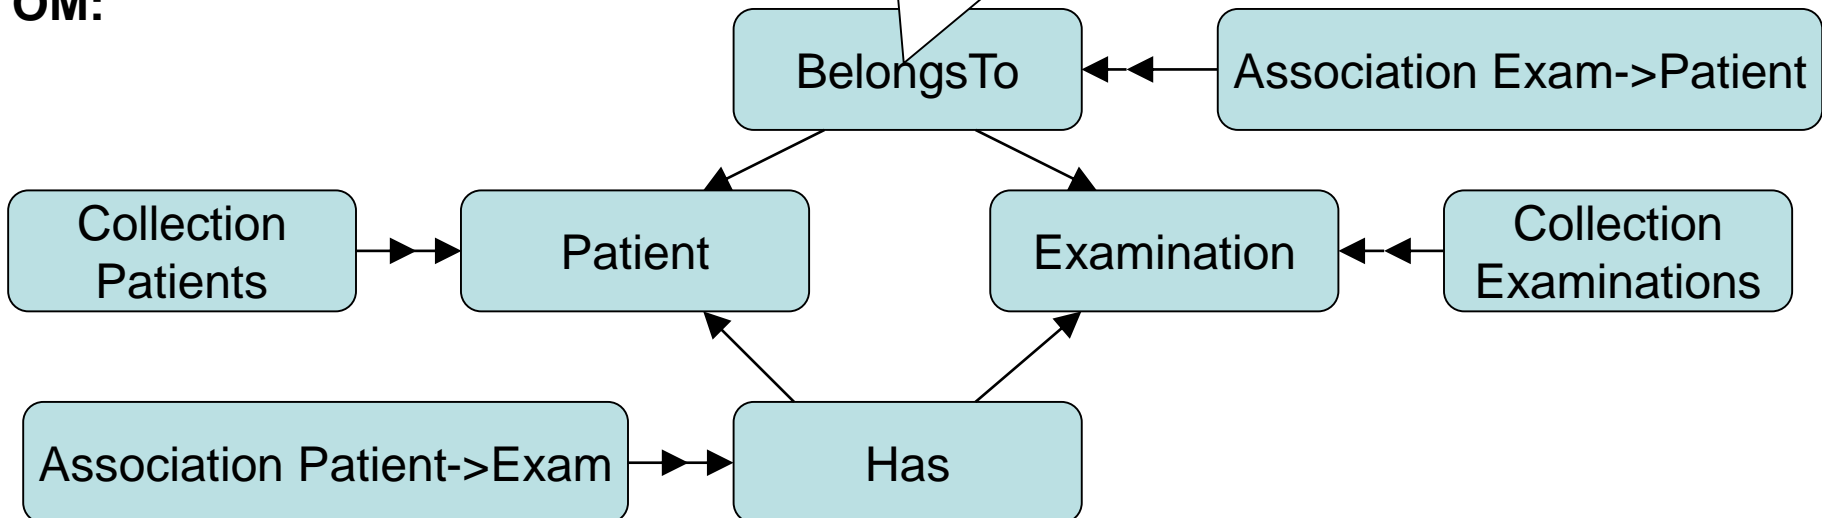 OM:
BelongsTo
Association Exam->Patient
Collection
Patients
Patient
Examination
Collection
Examinations
Association Patient->Exam
Has